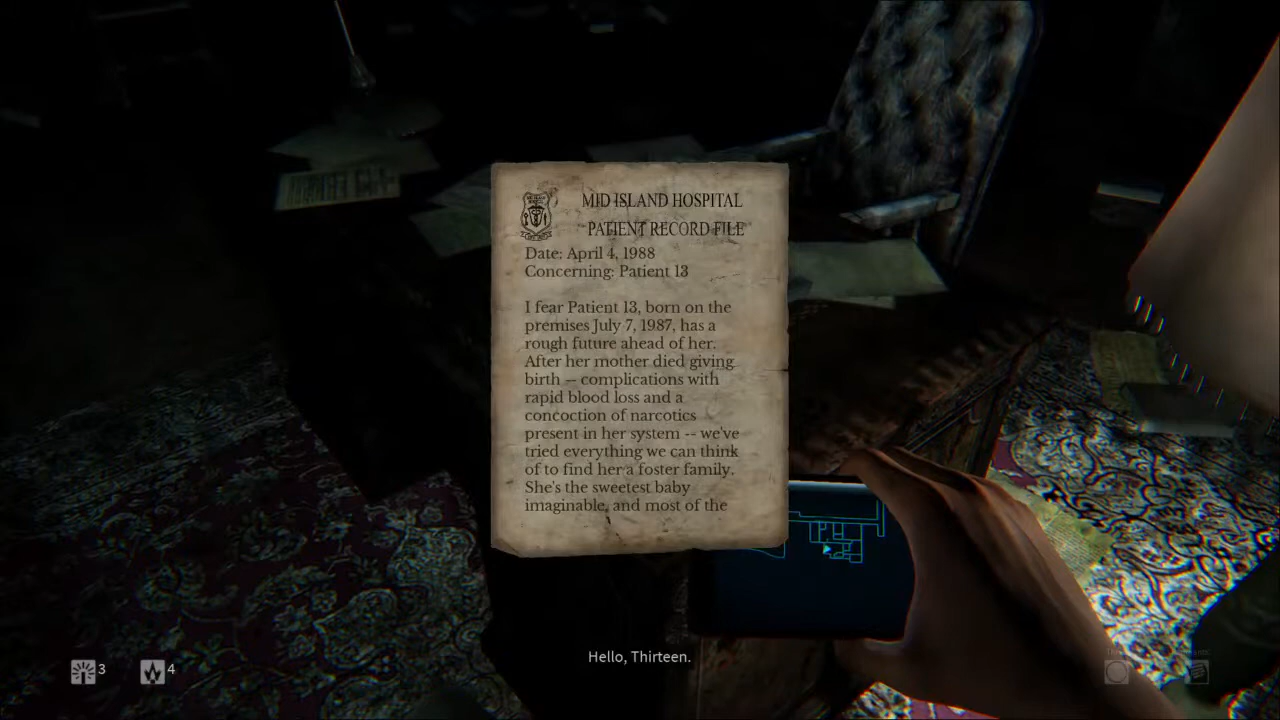 MID ISLAND HOSPITAL
PATIENT RECORD FILE
Date: April 4, 1988
Concerning: Patient 13
I fear Patient 13, born on the
premises July 7, 1987, has a
rough future ahead of her.
After her mother died giving
birth -- complications with
rapid blood loss and a
concoction of narcotics
present in her system -- we've
tried everything we can think
of to find her a foster family.
She's the sweetest baby
imaginable, and most of the
Hello, Thirteen.
3
4